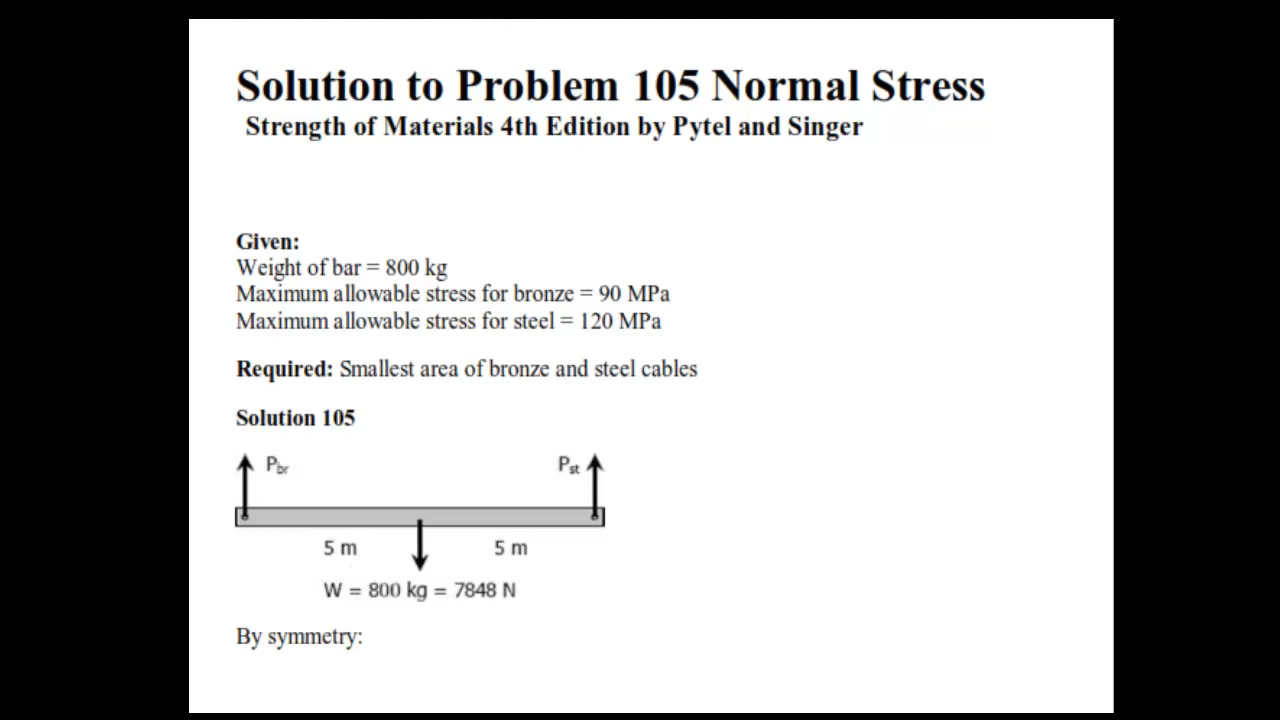 Solution to Problem 105 Normal Stress
Strength of Materials 4th Edition by Pytel and Singer
Given:
Weight of bar = 800 kg
Maximum allowable stress for bronze = 90 MPa
Maximum allowable stress for steel = 120 MPa
Required: Smallest area of bronze and steel cables
Solution 105
Pbr Pst
5 m 5 m
W = 800 kg = 7848 N
By symmetry: